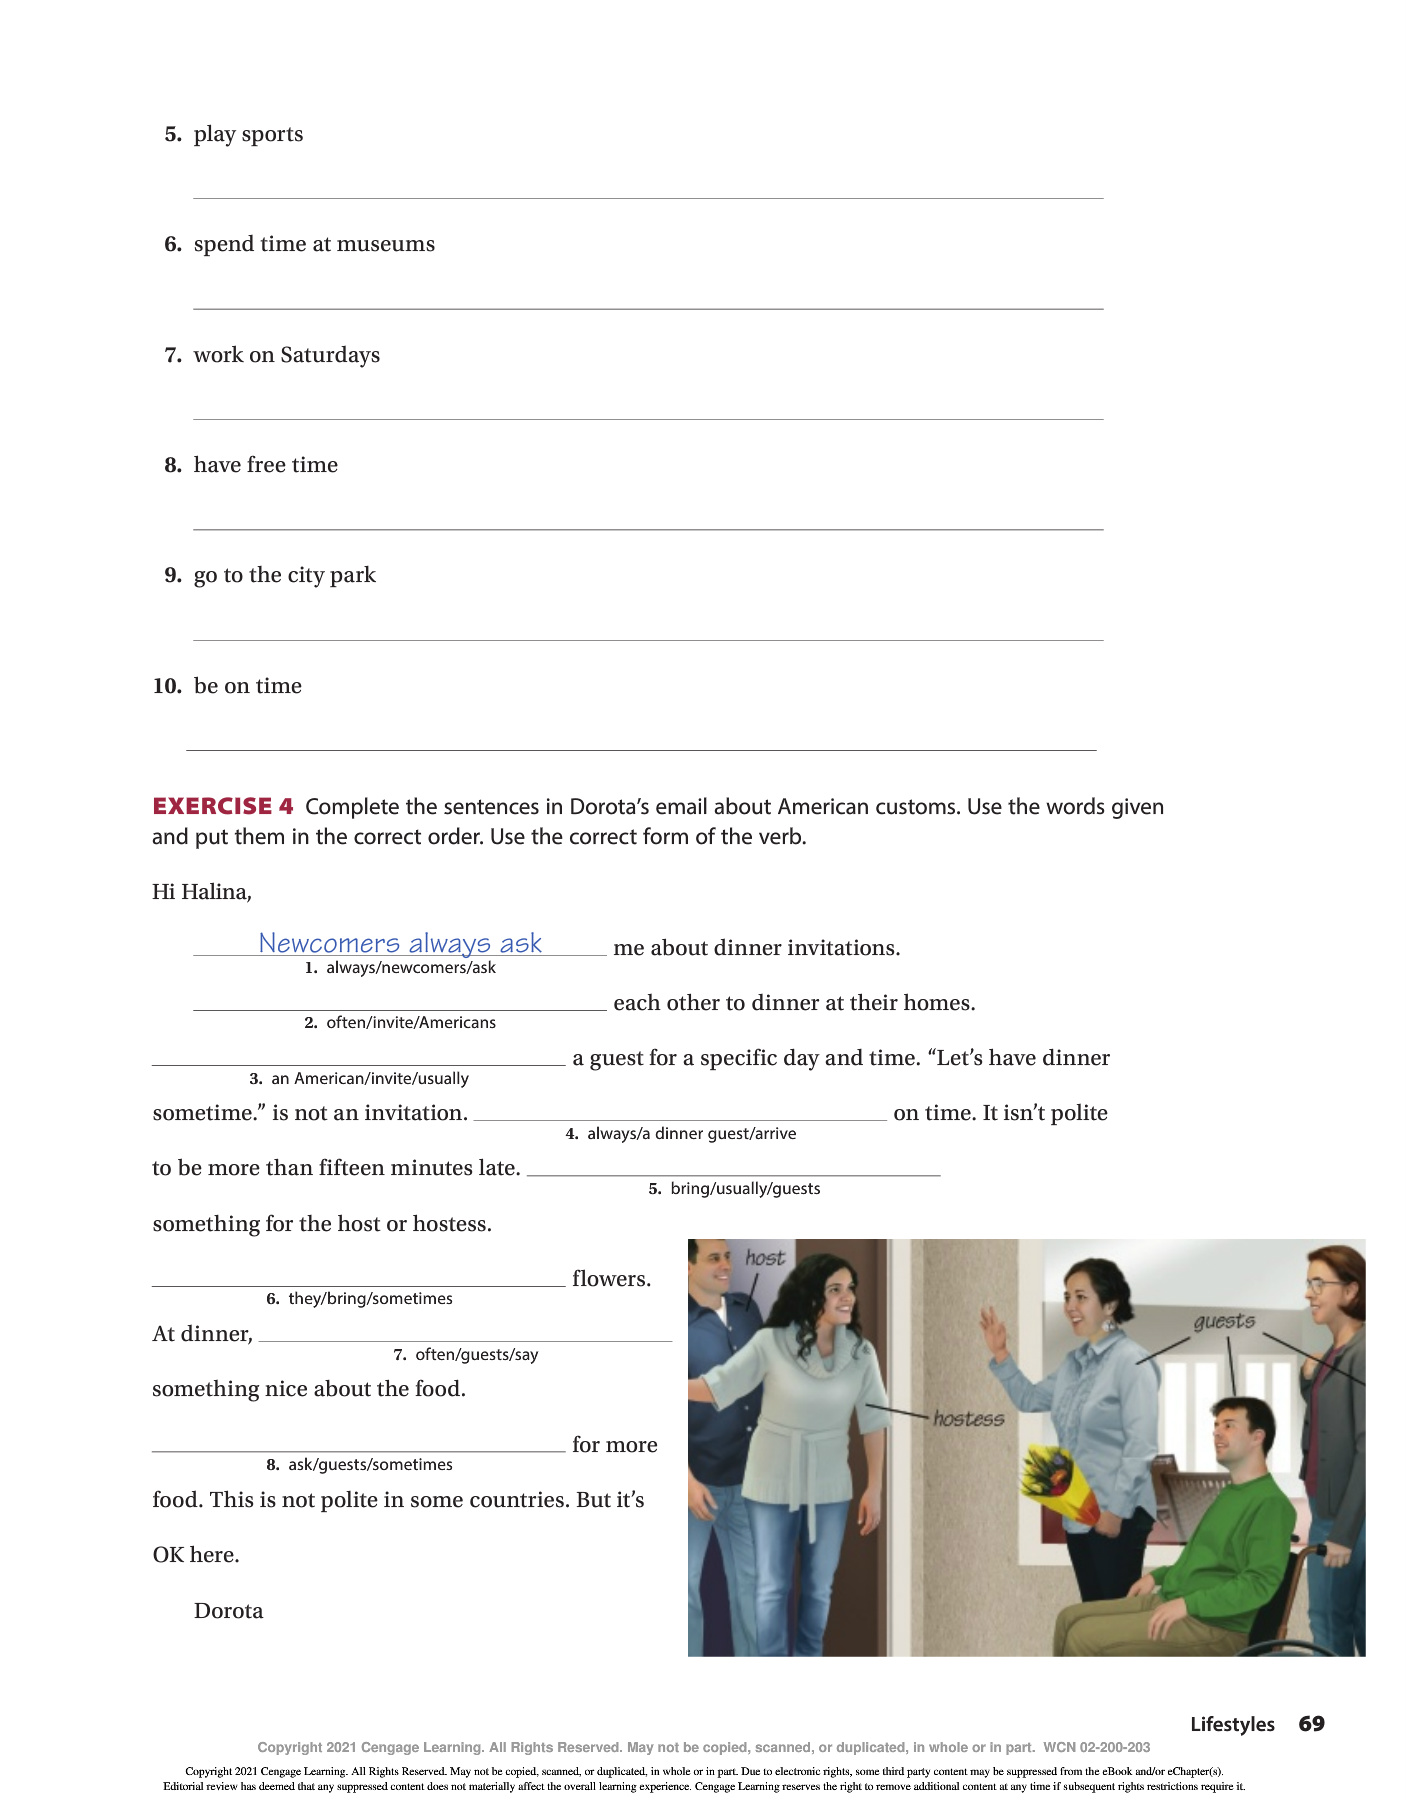 5. play sports
6. spend time at museums
7. work on Saturdays
8. have free time
9. go to the city park
10. be on time
EXERCISE 4 Complete the sentences in Dorota’s email about American customs. Use the words given
and put them in the correct order. Use the correct form of the verb.
Hi Halina,
Newcomers always ask me about dinner invitations.
1. always/newcomers/ask
each other to dinner at their homes.
2. often/invite/Americans
a guest for a specific day and time. “Let’s have dinner
3. an American/invite/usually
sometime.” is not an invitation. on time. It isn’t polite
4. always/a dinner guest/arrive
to be more than fifteen minutes late.
5. bring/usually/guests
something for the host or hostess.
flowers.
6. they/bring/sometimes
At dinner,
7. often/guests/say
something nice about the food.
for more
8. ask/guests/sometimes
food. This is not polite in some countries. But it’s
OK here.
Dorota
host
guests
hostess
Lifestyles 69
Copyright 2021 Cengage Learning. All Rights Reserved. May not be copied, scanned, or duplicated, in whole or in part. WCN 02-200-203
Copyright 2021 Cengage Learning. All Rights Reserved. May not be copied, scanned, or duplicated, in whole or in part. Due to electronic rights, some third party content may be suppressed from the eBook and/or eChapter(s).
Editorial review has deemed that any suppressed content does not materially affect the overall learning experience. Cengage Learning reserves the right to remove additional content at any time if subsequent rights restrictions require it.